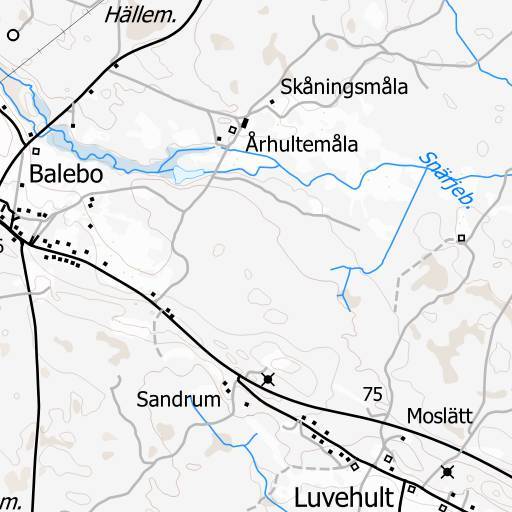 Hällem.
Skåningsmåla
Århultemåla
Spärjeb.
Balebo
75
Sandrum
Moslätt
Luvehult